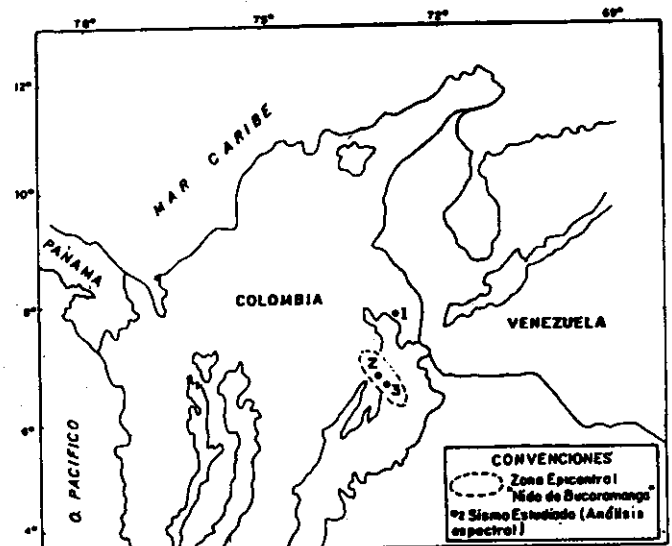 78° 75° 72° 69°
12°
MAR CARIBE
10°
PANAMA
COLOMBIA
8°
1
VENEZUELA
2
3
6°
O. PACIFICO
4°
CONVENCIONES
Zona Epicentral
"Nido de Bucaramanga"
2 Sismo Estudiado (Análisis
espectral)